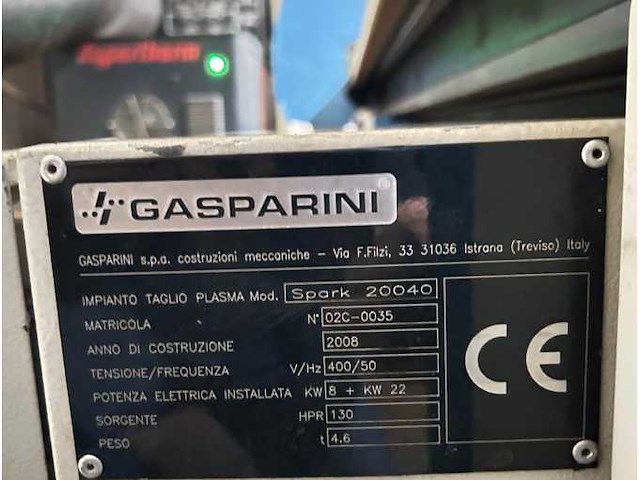 Hypertherm
GASPARINI®
GASPARINI s.p.a. costruzioni meccaniche - Via F.Filzi, 33 31036 Istrana (Treviso) Italy
IMPIANTO TAGLIO PLASMA Mod. Spark 20040
MATRICOLA N° 02C-0035
ANNO DI COSTRUZIONE 2008
TENSIONE/FREQUENZA V/Hz 400/50
POTENZA ELETTRICA INSTALLATA KW 8 + KW 22
SORGENTE HPR 130
PESO t 4.6
CE